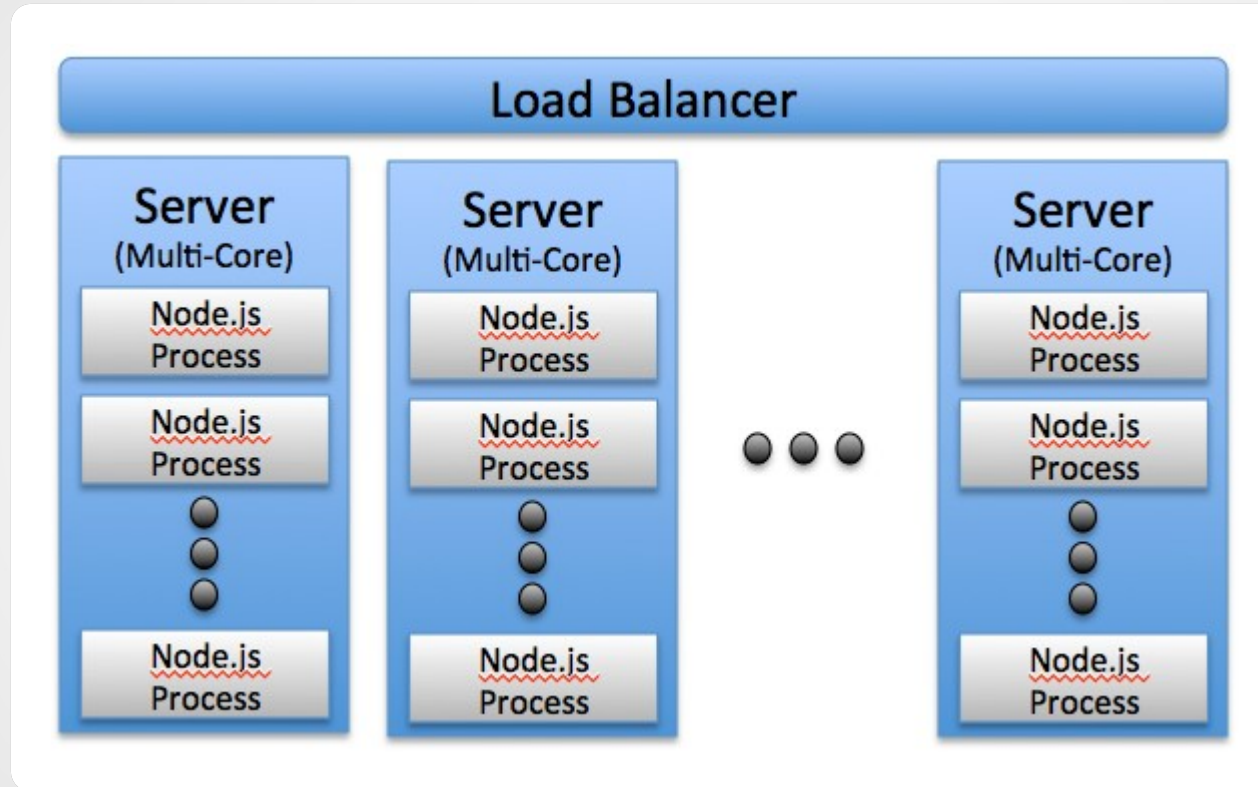 Load Balancer
Server
(Multi-Core)
Node.js
Process
Node.js
Process
Node.js
Process
Server
(Multi-Core)
Node.js
Process
Node.js
Process
Node.js
Process
Server
(Multi-Core)
Node.js
Process
Node.js
Process
Node.js
Process